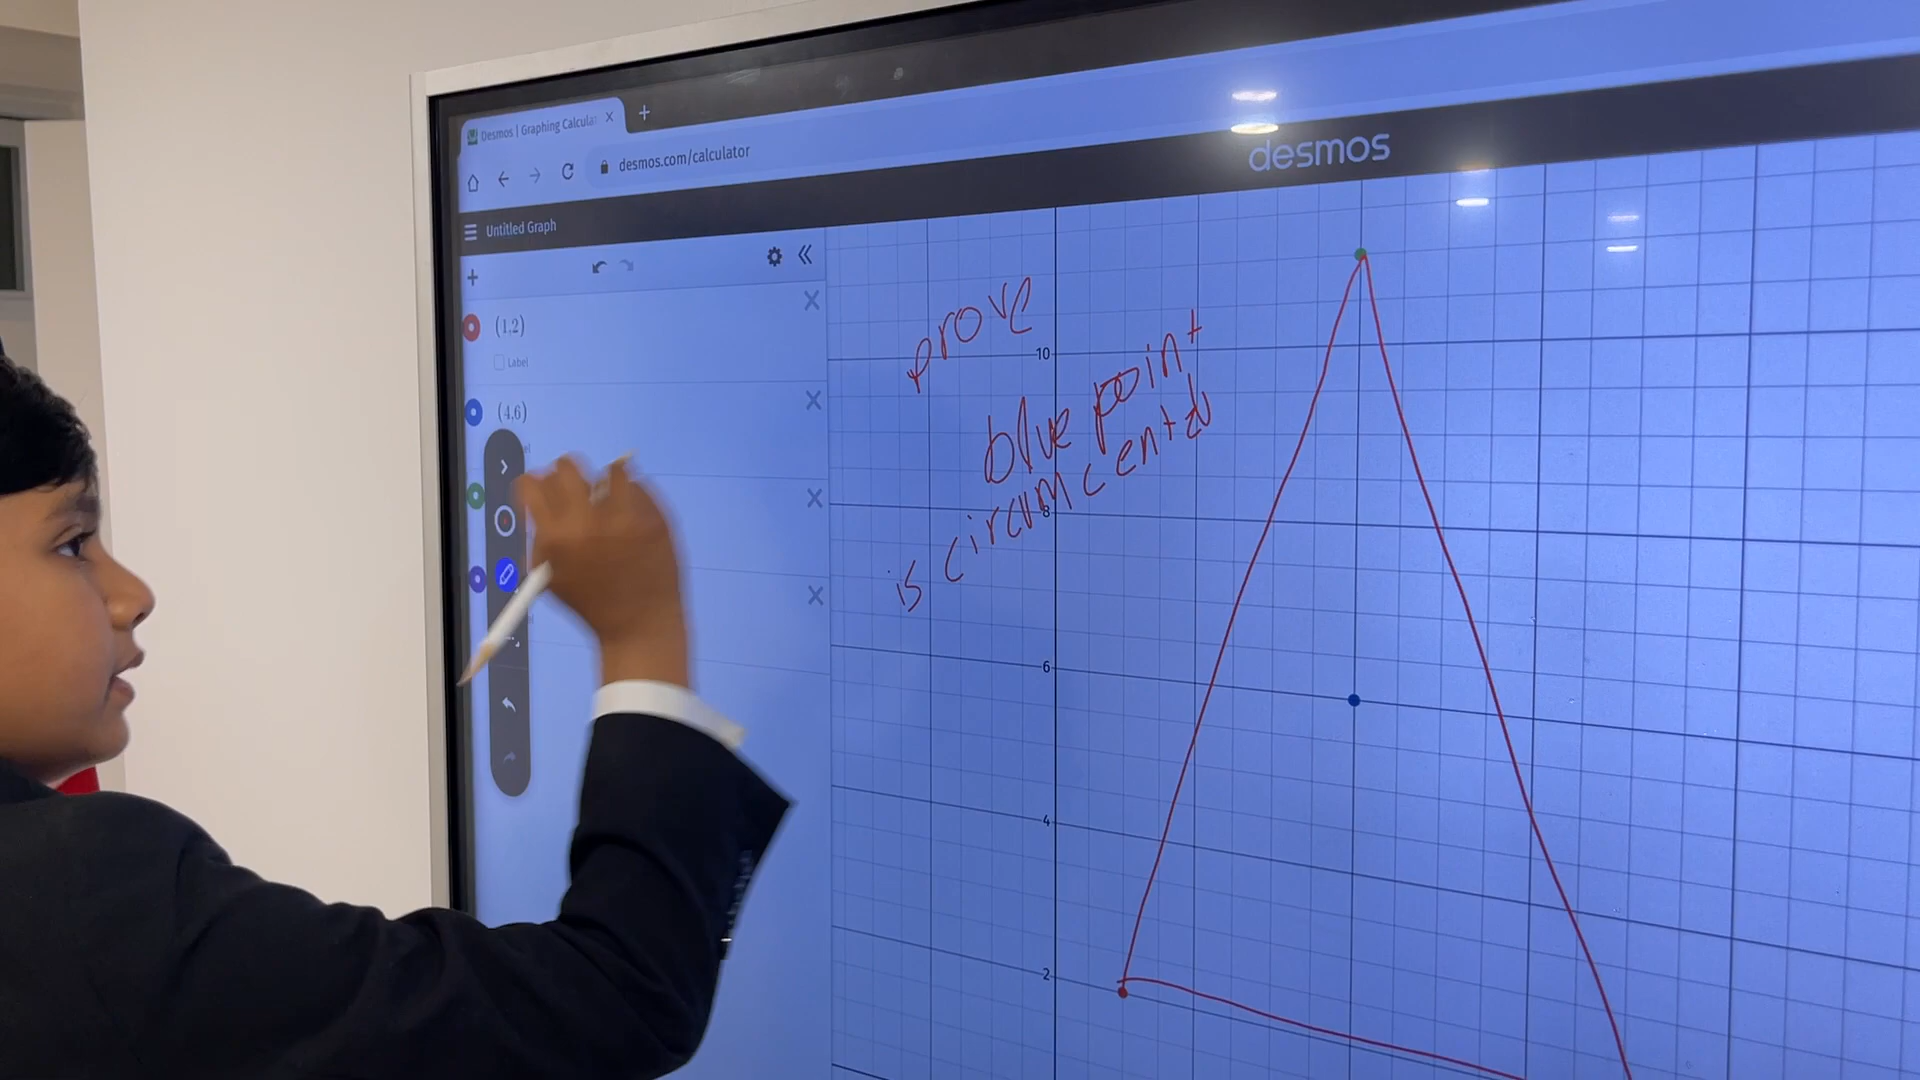 Desmos | Graphing Calcula
desmos.com/calculator
desmos
Untitled Graph
(1,2)
Label
(4,6)
prove
blue point
is circumcenter
10
8
6
4
2